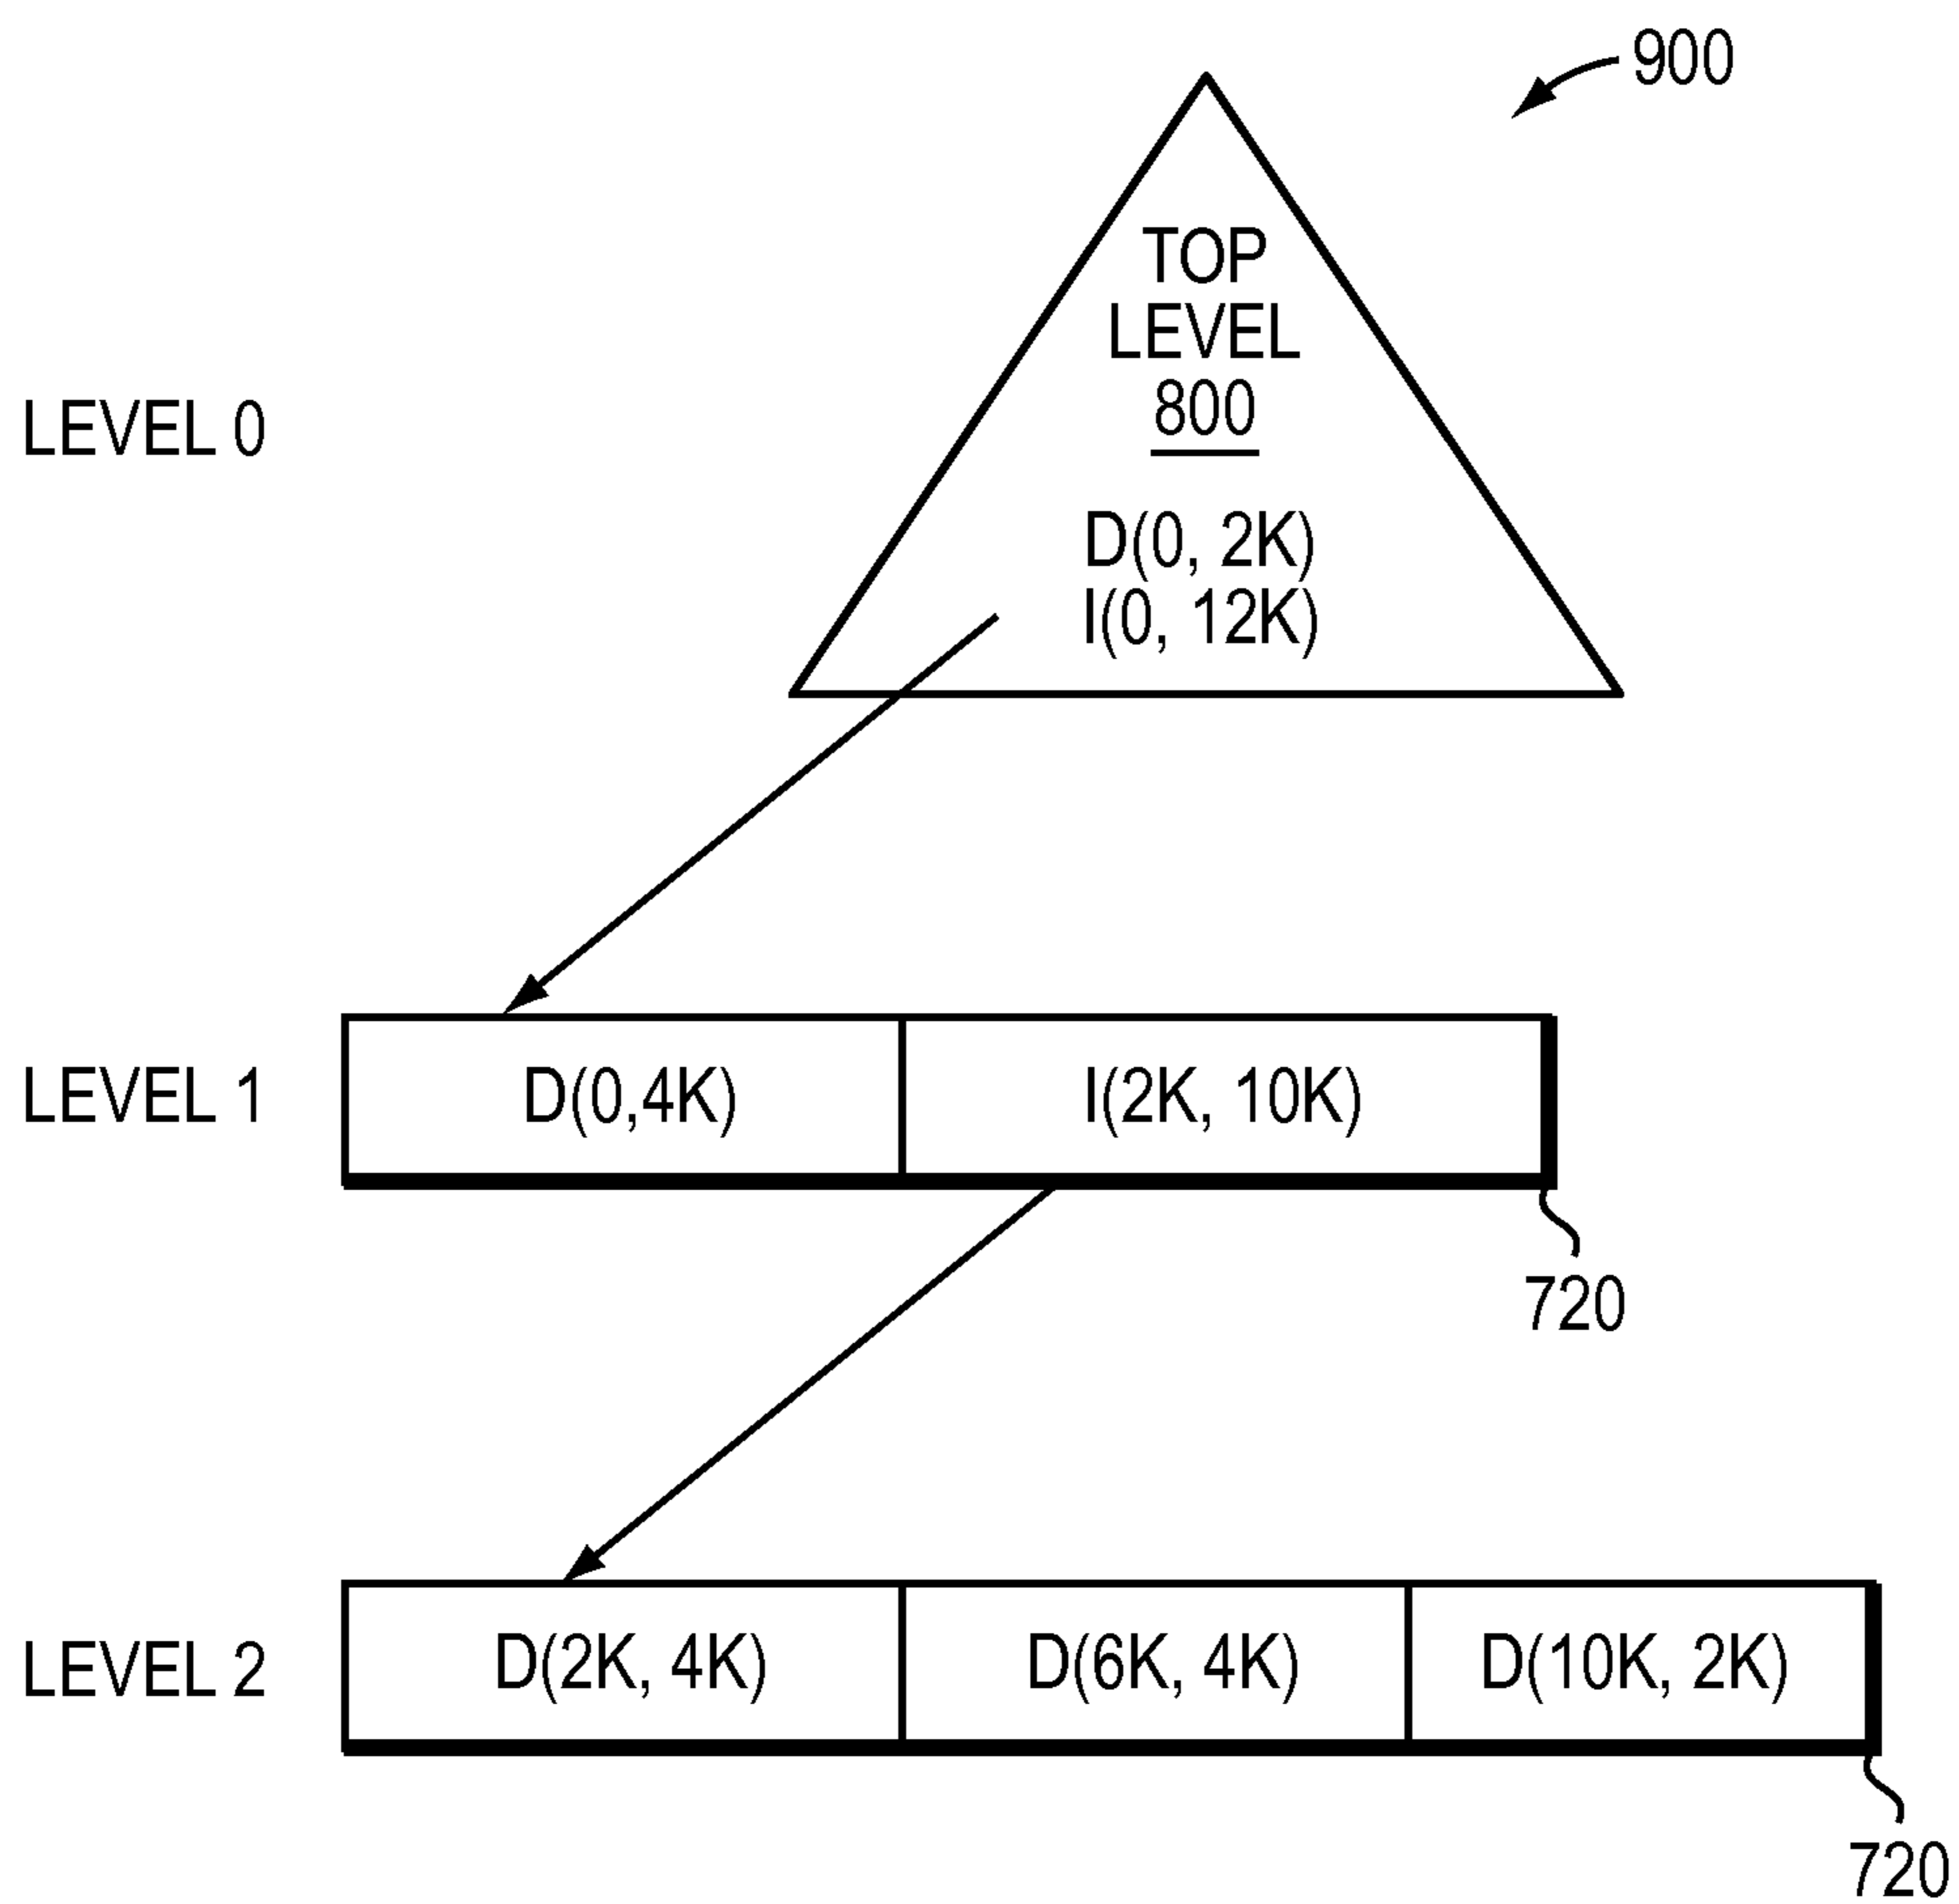 900
TOP
LEVEL
800
LEVEL 0
D(0, 2K)
I(0, 12K)
LEVEL 1
D(0,4K)
I(2K, 10K)
720
LEVEL 2
D(2K, 4K)
D(6K, 4K)
D(10K, 2K)
720